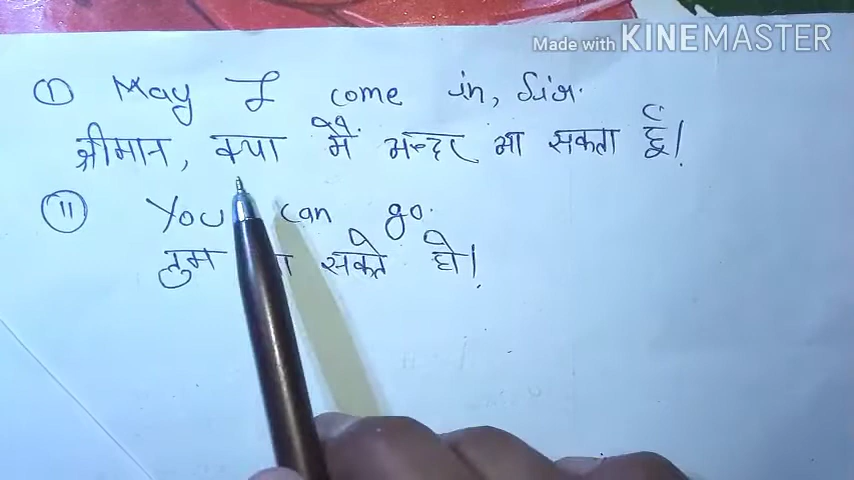 Made with KINEMASTER
(I) May I come in, Sir.
श्रीमान, क्या मैं अन्दर आ सकता हूँ।
(II) You can go.
तुम सकते हो।